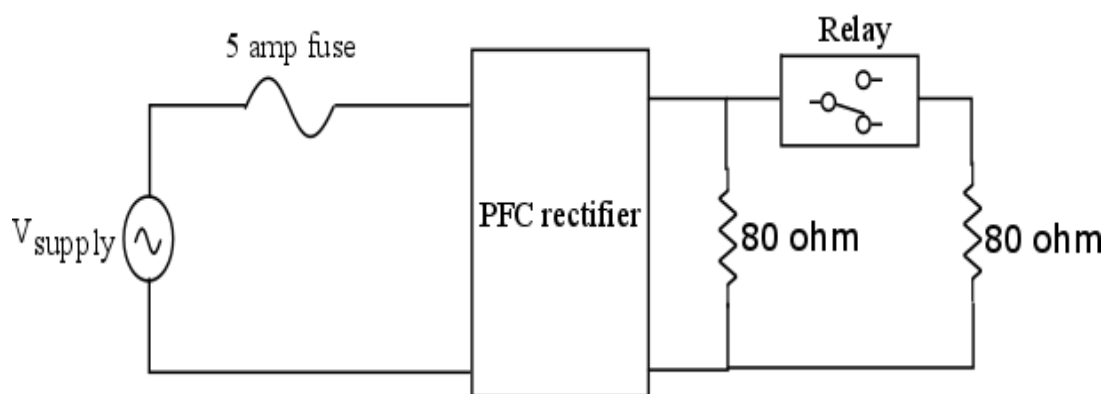 5 amp fuse
Relay
PFC rectifier
V supply
80 ohm
80 ohm